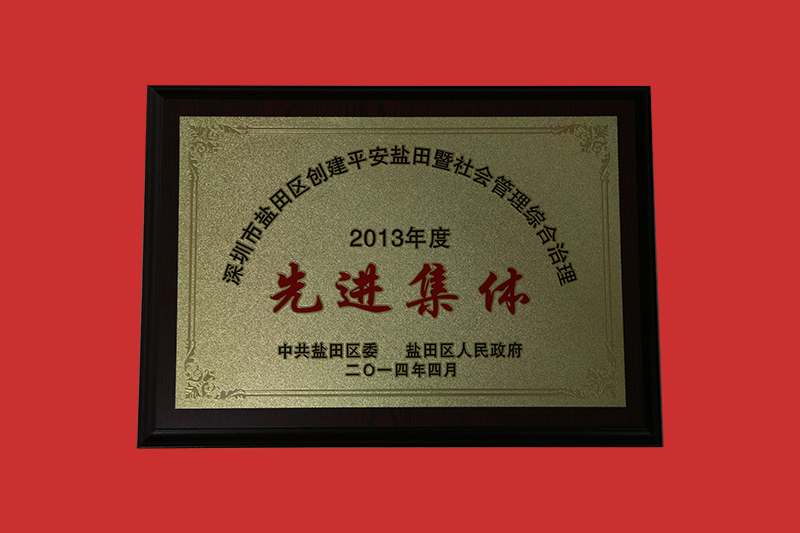 深圳市盐田区创建平安盐田暨社会管理综合治理
2013年度
先进集体
中共盐田区委 盐田区人民政府
二〇一四年四月